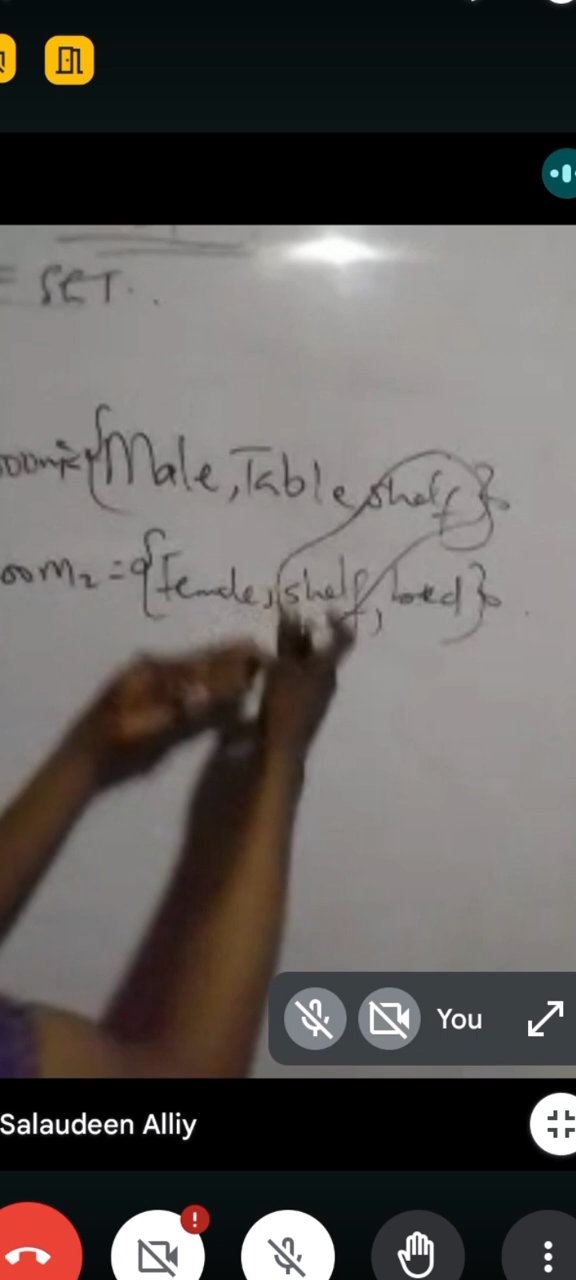 = SET..
oom1={Male,Table,shelf}.
oom2={Female,shelf,bed}.
You
Salaudeen Alliy
!